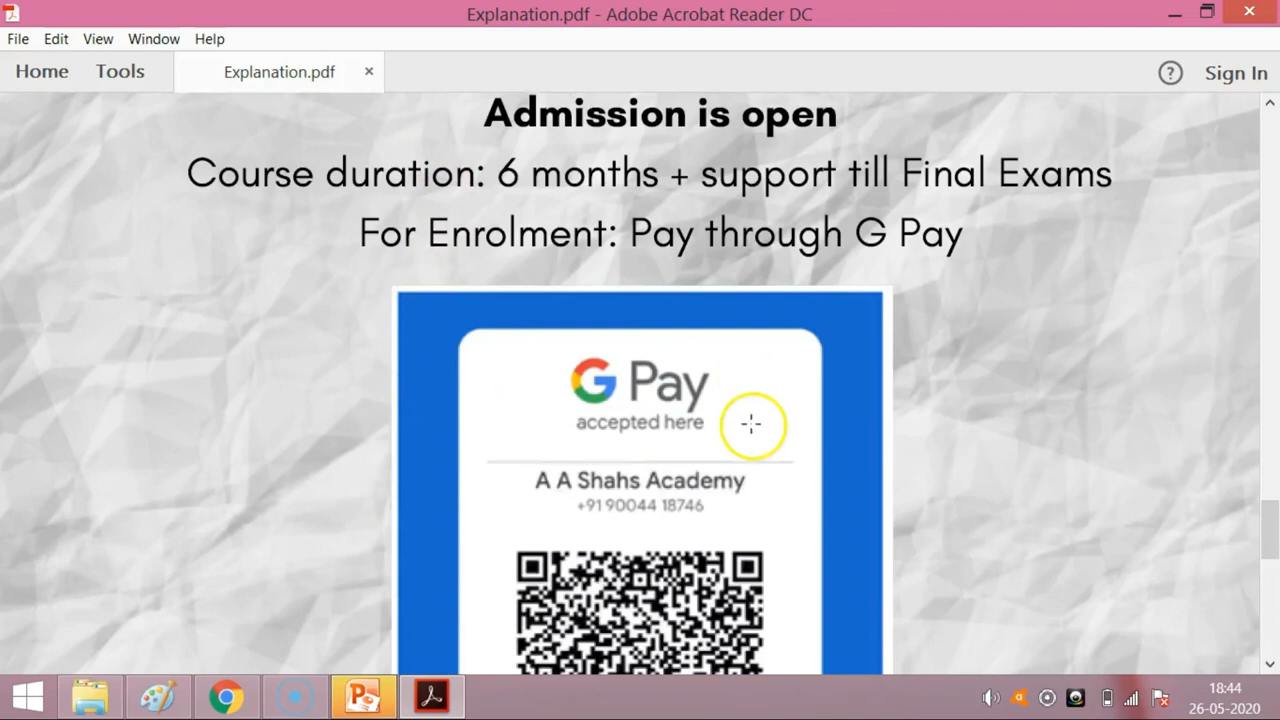 Explanation.pdf - Adobe Acrobat Reader DC
File Edit View Window Help
Home Tools Explanation.pdf × ? Sign In
Admission is open
Course duration: 6 months + support till Final Exams
For Enrolment: Pay through G Pay
G Pay
accepted here
A A Shahs Academy
+91 90044 18746
18:44
26-05-2020